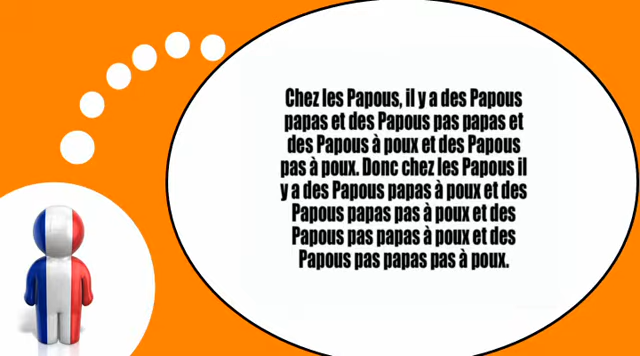 Chez les Papous, il y a des Papous
papas et des Papous pas papas et
des Papous à poux et des Papous
pas à poux. Donc chez les Papous il
y a des Papous papas à poux et des
Papous papas pas à poux et des
Papous pas papas à poux et des
Papous pas papas pas à poux.